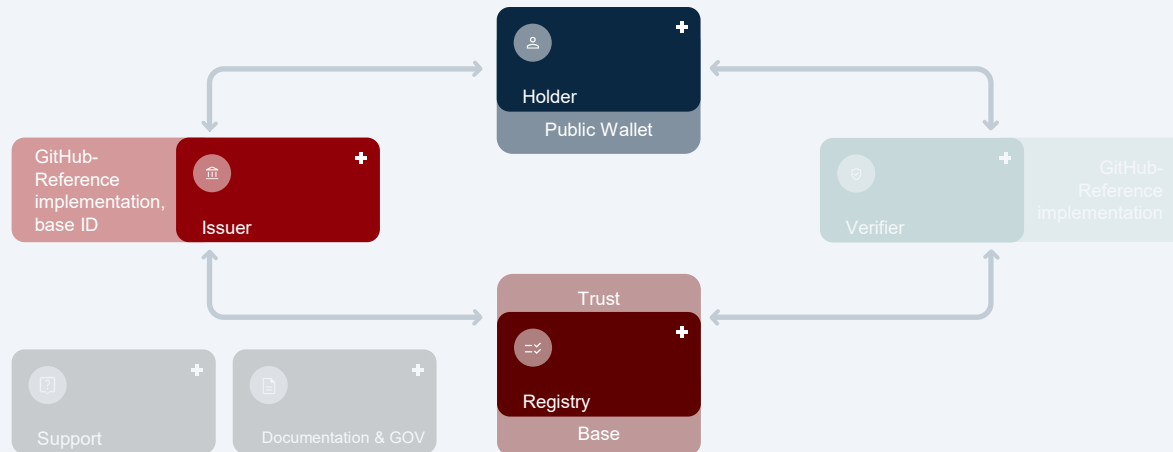 Holder
Public Wallet
GitHub-
Reference
implementation,
base ID
Issuer
Verifier
GitHub-
Reference
implementation
Trust
Registry
Base
Support
Documentation & GOV